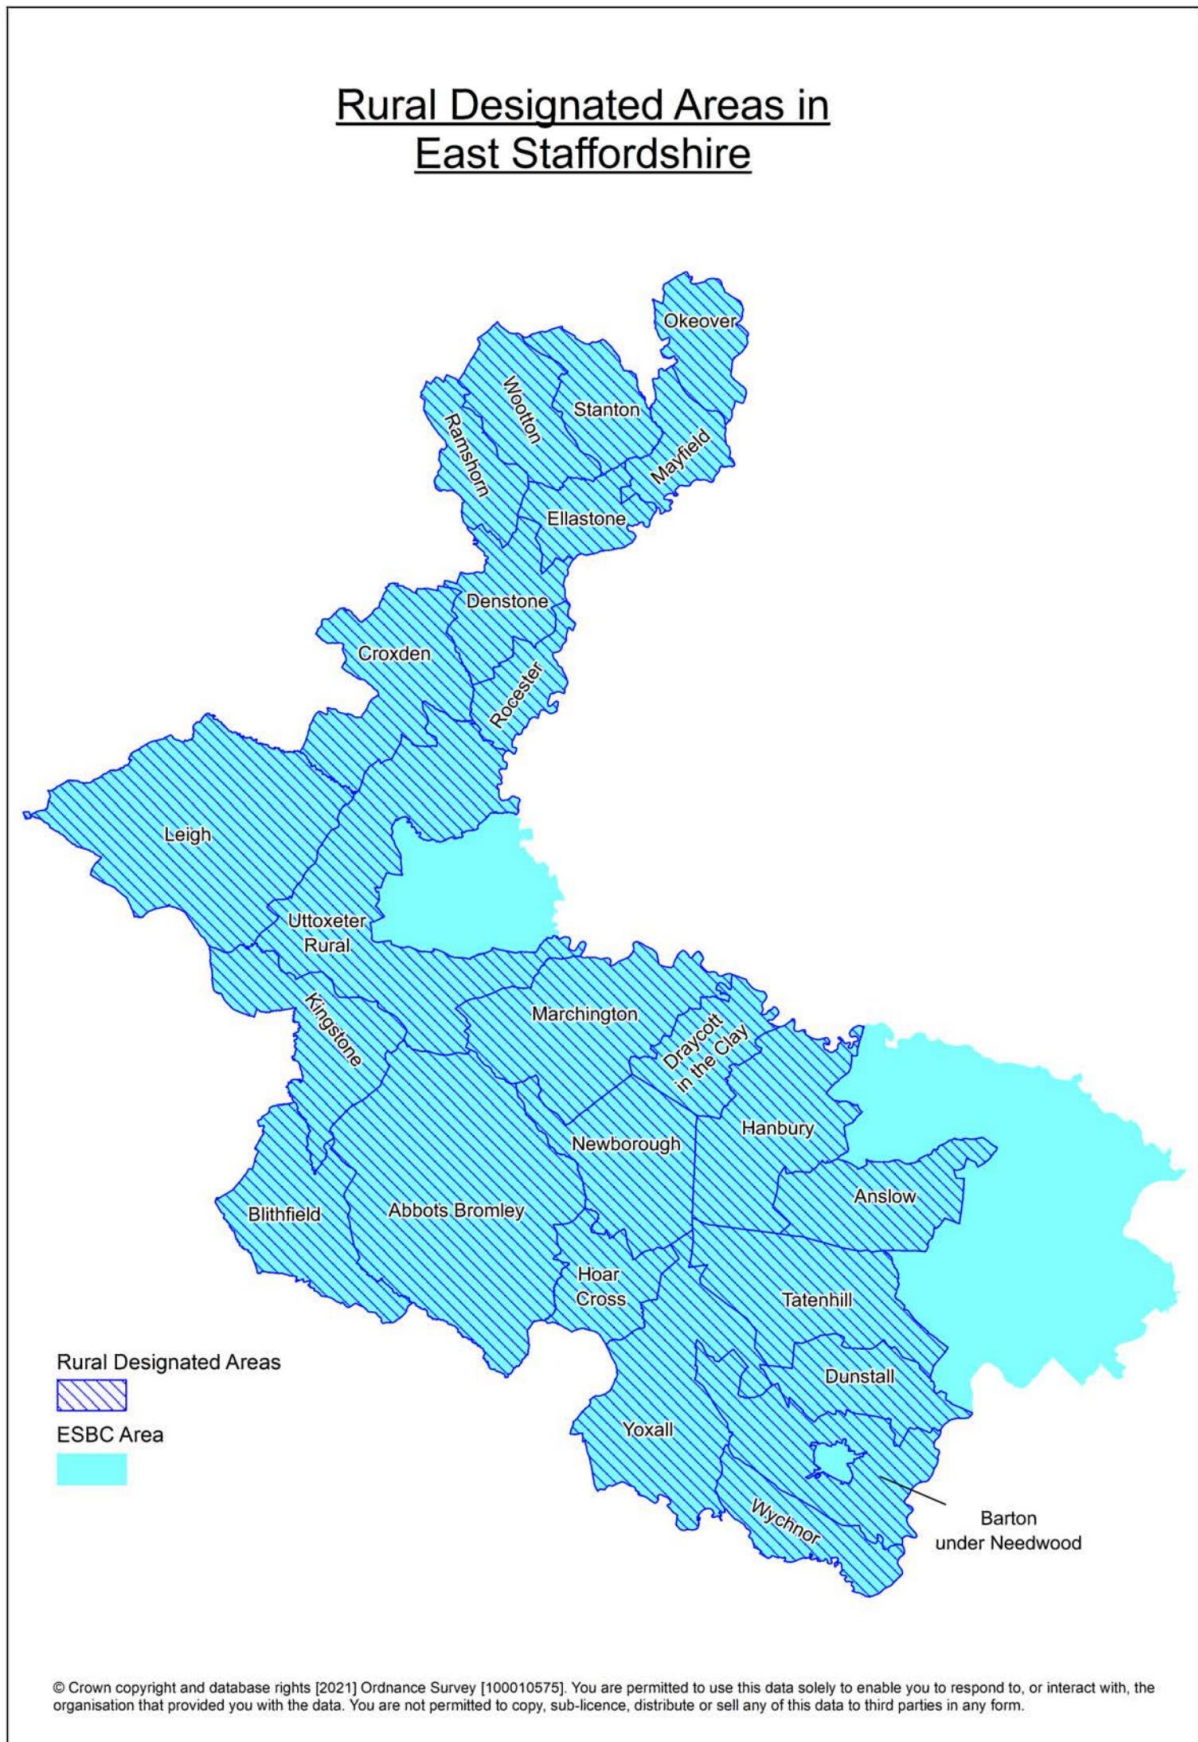 Rural Designated Areas in
East Staffordshire
Okeover
Wootton
Stanton
Ramshorn
Mayfield
Ellastone
Denstone
Croxden
Rocester
Leigh
Uttoxeter
Rural
Kingstone
Marchington
Draycott
in the Clay
Hanbury
Newborough
Anslow
Blithfield
Abbots Bromley
Hoar
Cross
Tatenhill
Dunstall
Yoxall
Wychnor
Barton
under Needwood
Rural Designated Areas
ESBC Area
© Crown copyright and database rights [2021] Ordnance Survey [100010575]. You are permitted to use this data solely to enable you to respond to, or interact with, the
organisation that provided you with the data. You are not permitted to copy, sub-licence, distribute or sell any of this data to third parties in any form.